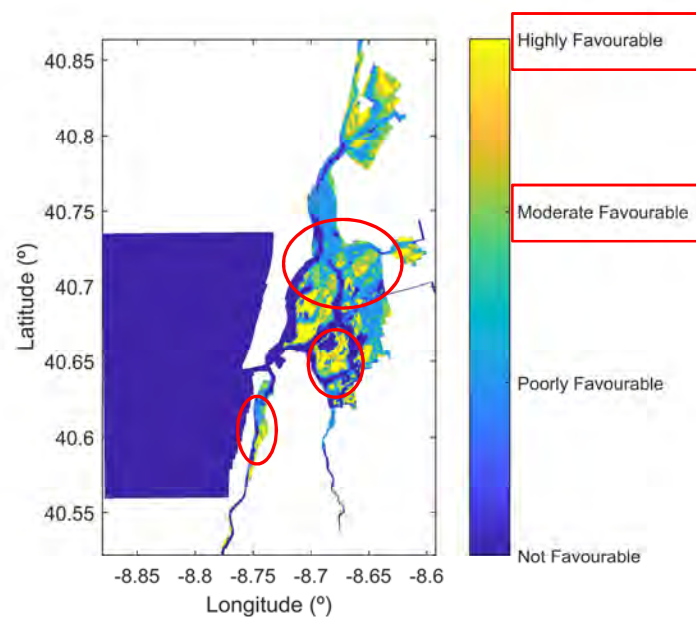 Highly Favourable
Moderate Favourable
Poorly Favourable
Not Favourable
Latitude (º)
40.85
40.8
40.75
40.7
40.65
40.6
40.55
-8.85 -8.8 -8.75 -8.7 -8.65 -8.6
Longitude (º)